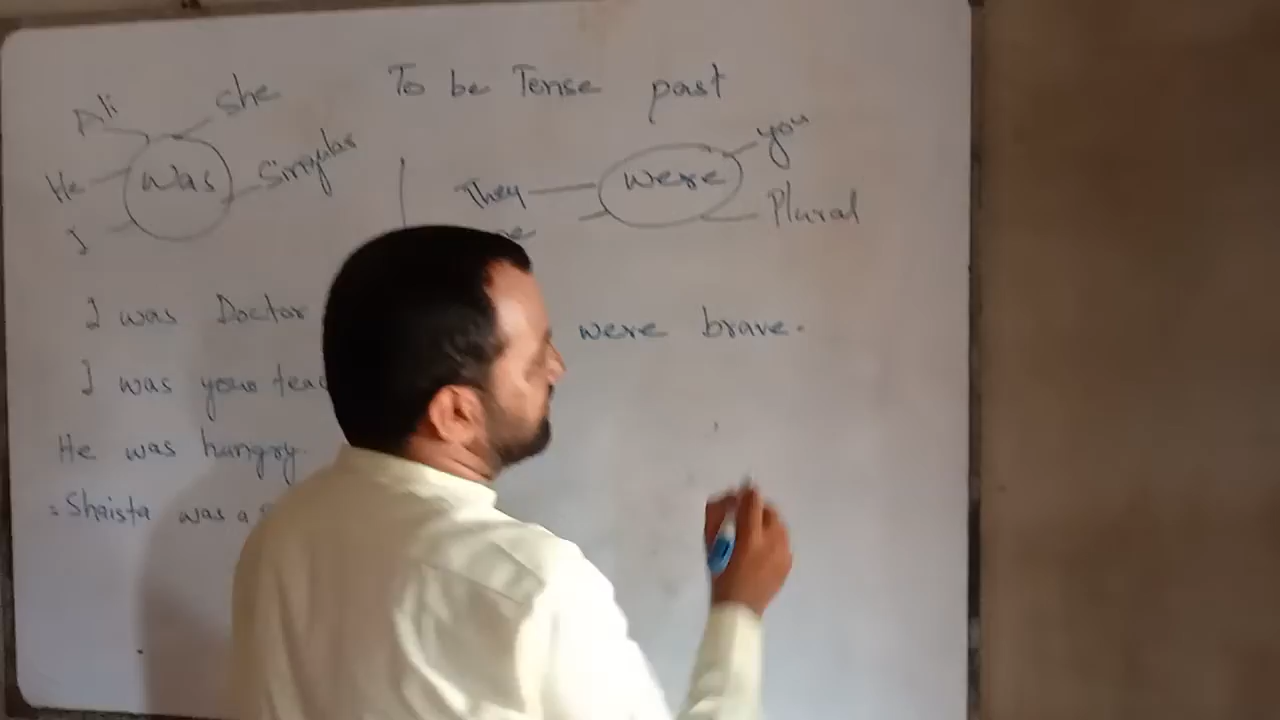 To be Tense past
Ali
She
He
was
Singular
I
They
were
you
Plural
I was Doctor
I was your
He was hungry.
= Shaista was a
were brave.